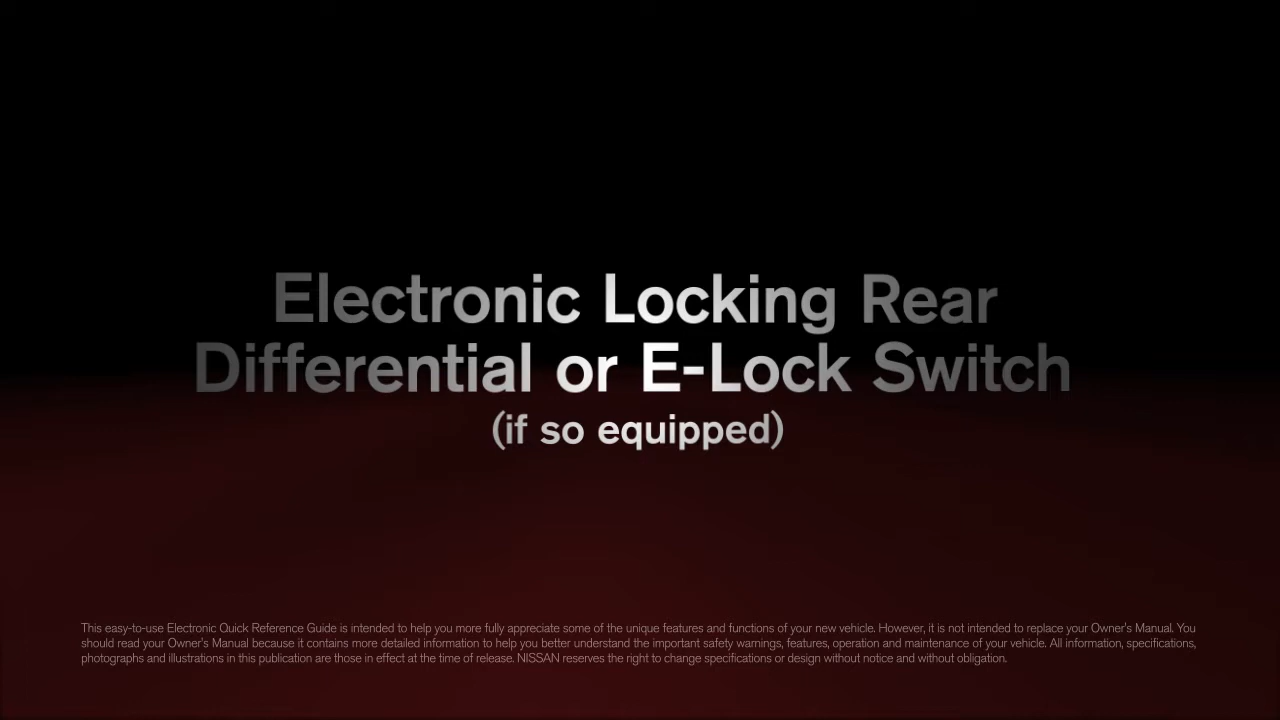 Electronic Locking Rear
Differential or E-Lock Switch
(if so equipped)
This easy-to-use Electronic Quick Reference Guide is intended to help you more fully appreciate some of the unique features and functions of your new vehicle. However, it is not intended to replace your Owner's Manual. You
should read your Owner's Manual because it contains more detailed information to help you better understand the important safety warnings, features, operation and maintenance of your vehicle. All information, specifications,
photographs and illustrations in this publication are those in effect at the time of release. NISSAN reserves the right to change specifications or design without notice and without obligation.